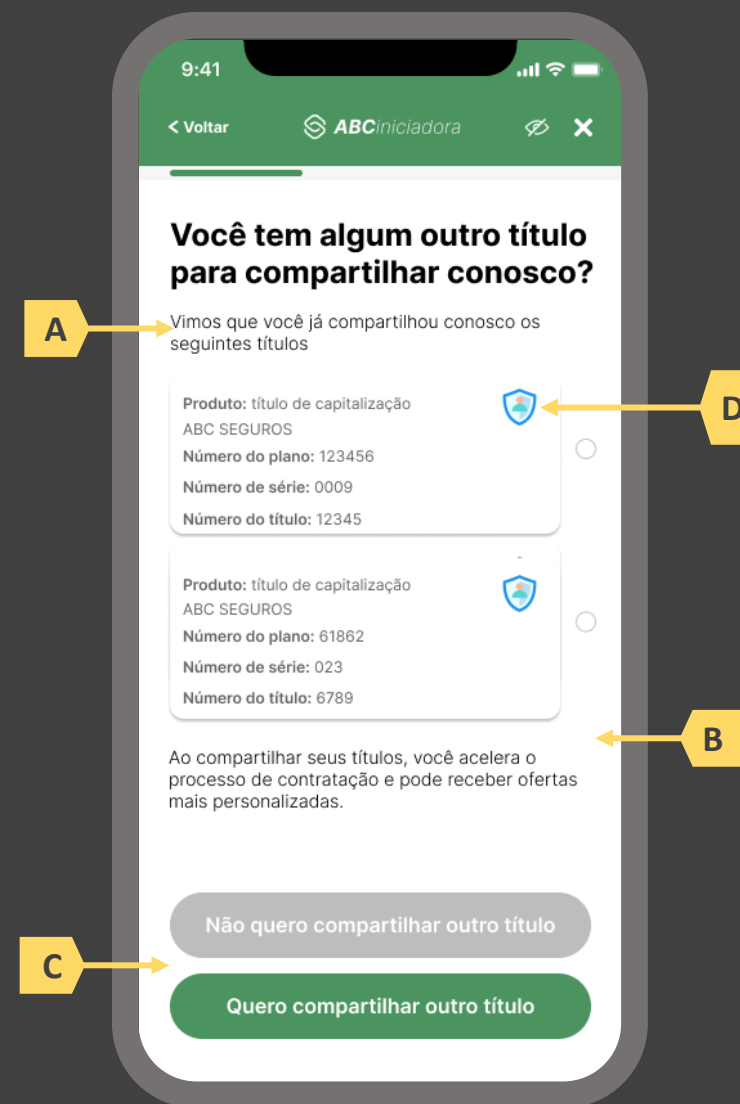 9:41
< Voltar
ABCiniciadora
Você tem algum outro título
para compartilhar conosco?
A
Vimos que você já compartilhou conosco os
seguintes títulos
D
Produto: título de capitalização
ABC SEGUROS
Número do plano: 123456
Número de série: 0009
Número do título: 12345
Produto: título de capitalização
ABC SEGUROS
Número do plano: 61862
Número de série: 023
Número do título: 6789
B
Ao compartilhar seus títulos, você acelera o
processo de contratação e pode receber ofertas
mais personalizadas.
Não quero compartilhar outro título
C
Quero compartilhar outro título